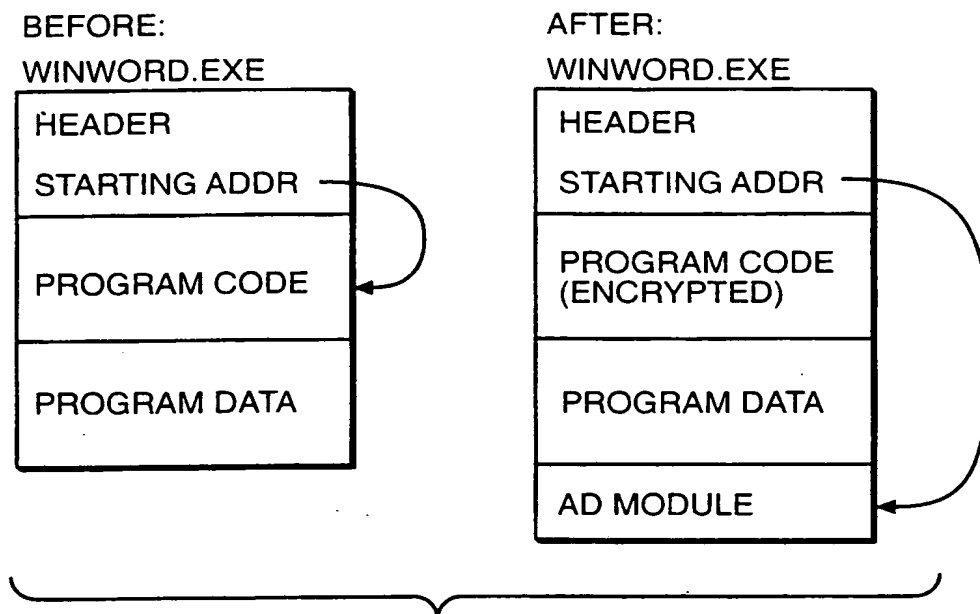 BEFORE:
WINWORD.EXE
HEADER
STARTING ADDR
PROGRAM CODE
PROGRAM DATA
AFTER:
WINWORD.EXE
HEADER
STARTING ADDR
PROGRAM CODE
(ENCRYPTED)
PROGRAM DATA
AD MODULE